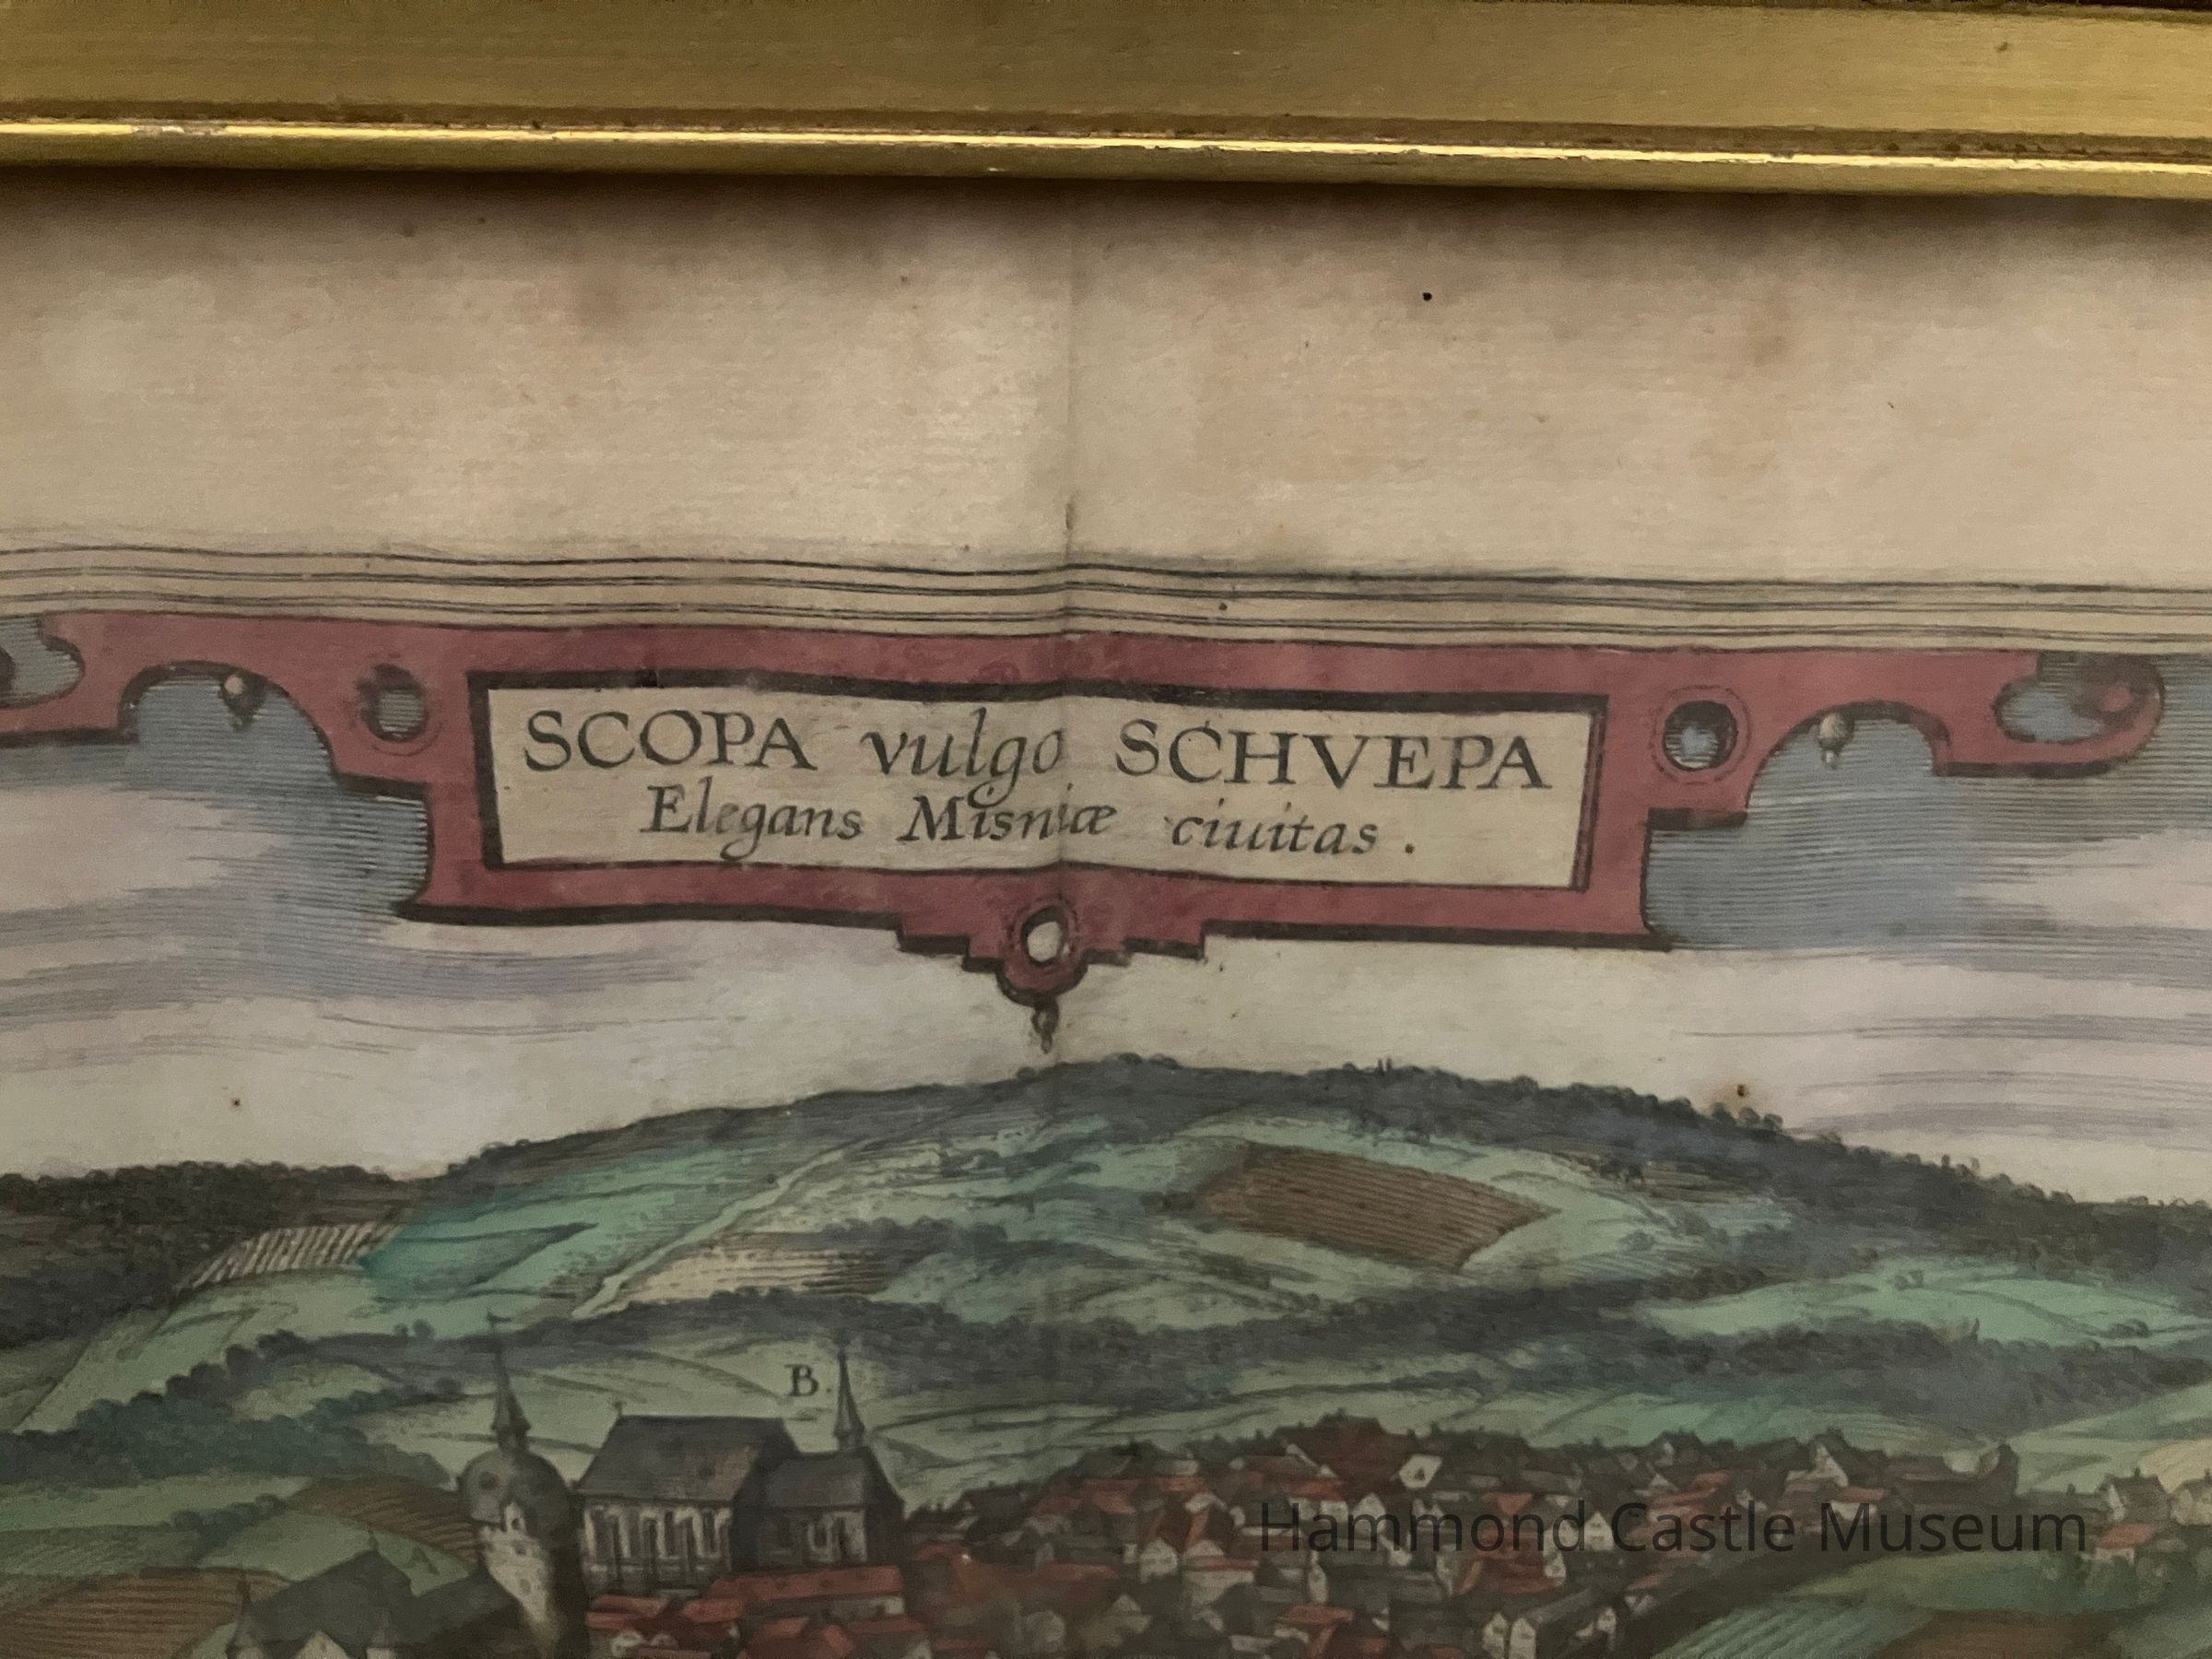 SCOPA vulgo SCHVEPA
Elegans Misniæ ciuitas .
B.
Hammond Castle Museum